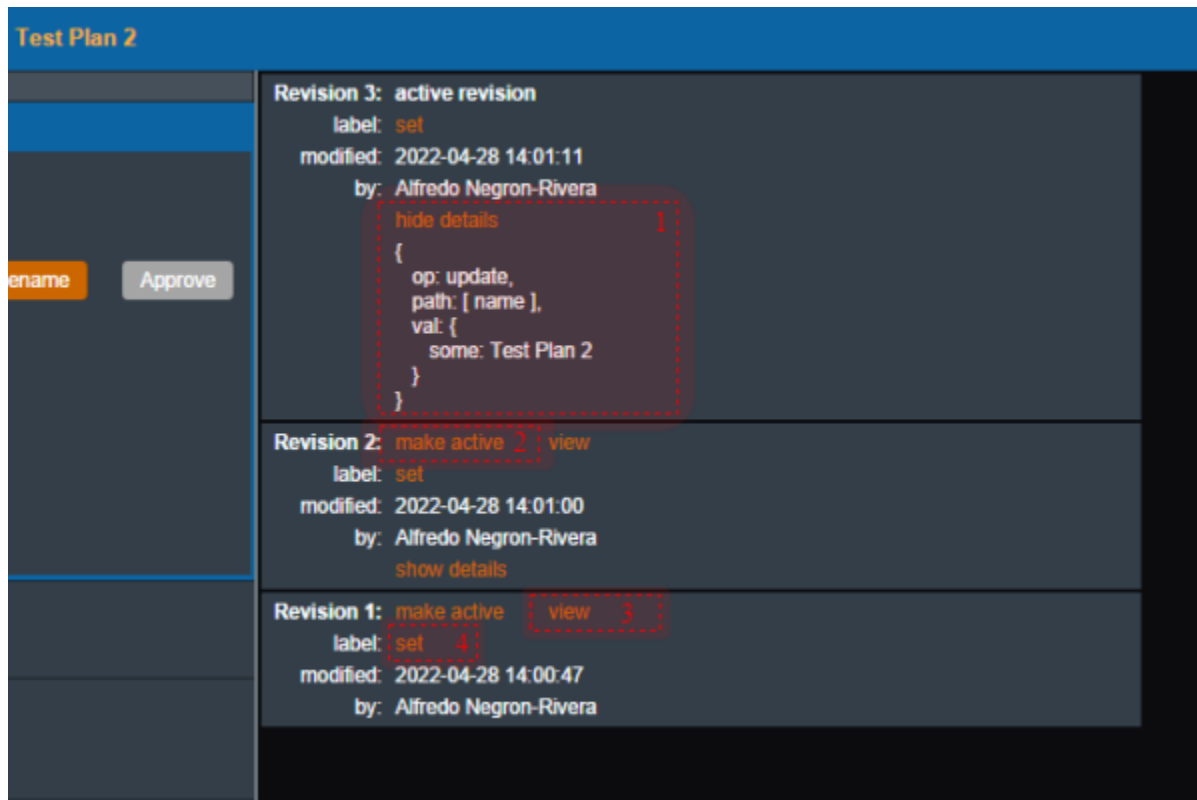 Test Plan 2
Revision 3: active revision
label: set
modified: 2022-04-28 14:01:11
by: Alfredo Negron-Rivera
hide details 1
{
op: update,
path: [ name ],
val: {
some: Test Plan 2
}
}
ename Approve
Revision 2: make active 2 view
label: set
modified: 2022-04-28 14:01:00
by: Alfredo Negron-Rivera
show details
Revision 1: make active view 3
label: set 4
modified: 2022-04-28 14:00:47
by: Alfredo Negron-Rivera